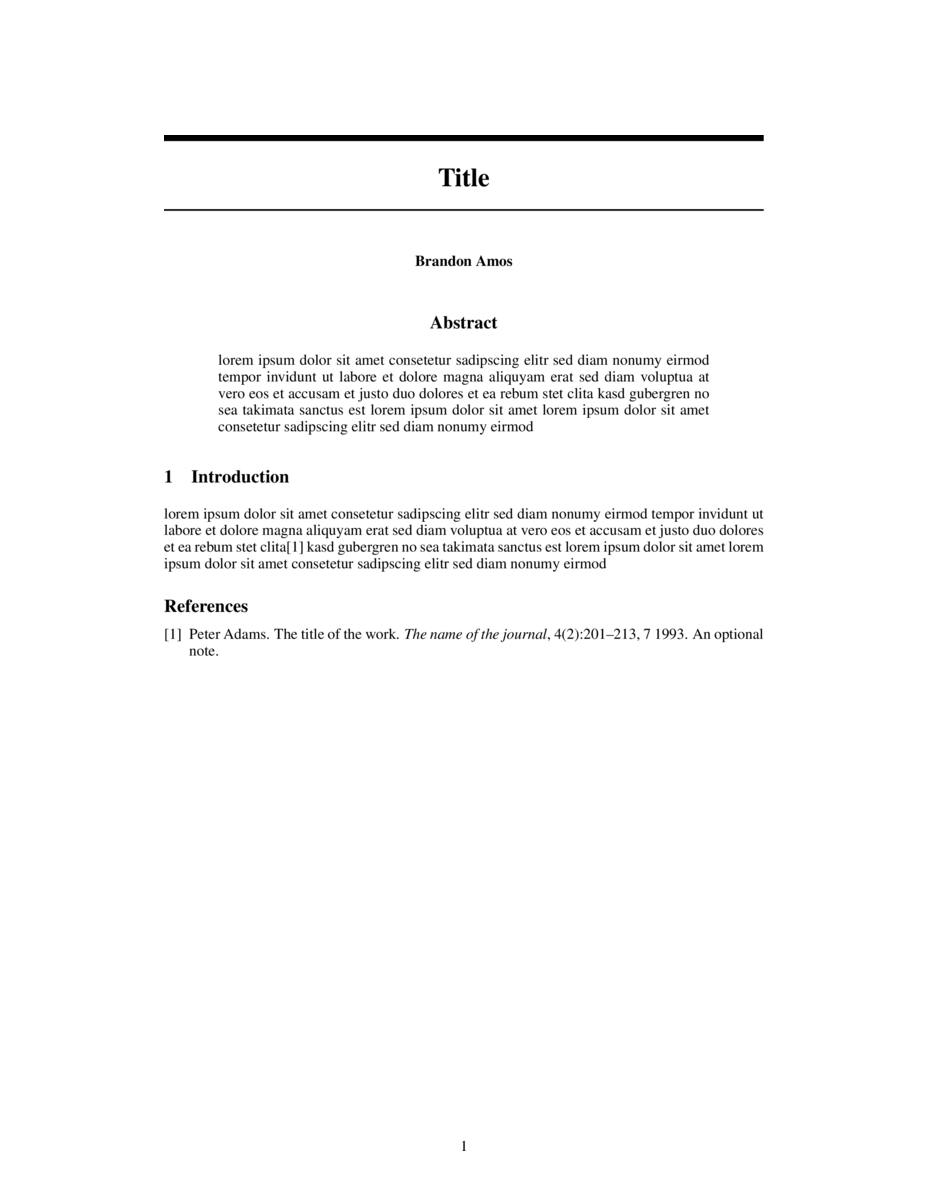 Title
Brandon Amos
Abstract
lorem ipsum dolor sit amet consetetur sadipscing elitr sed diam nonumy eirmod
tempor invidunt ut labore et dolore magna aliquyam erat sed diam voluptua at
vero eos et accusam et justo duo dolores et ea rebum stet clita kasd gubergren no
sea takimata sanctus est lorem ipsum dolor sit amet lorem ipsum dolor sit amet
consetetur sadipscing elitr sed diam nonumy eirmod
1 Introduction
lorem ipsum dolor sit amet consetetur sadipscing elitr sed diam nonumy eirmod tempor invidunt ut
labore et dolore magna aliquyam erat sed diam voluptua at vero eos et accusam et justo duo dolores
et ea rebum stet clita[1] kasd gubergren no sea takimata sanctus est lorem ipsum dolor sit amet lorem
ipsum dolor sit amet consetetur sadipscing elitr sed diam nonumy eirmod
References
[1] Peter Adams. The title of the work. The name of the journal, 4(2):201–213, 7 1993. An optional
note.
1